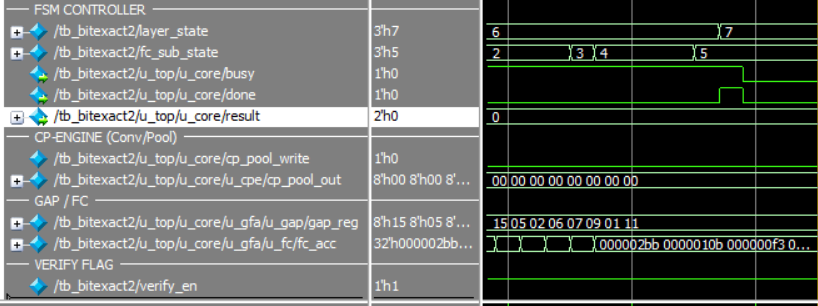 FSM CONTROLLER
/tb_bitexact2/layer_state 3'h7 6 7
/tb_bitexact2/fc_sub_state 3'h5 2 3 4 5
/tb_bitexact2/u_top/u_core/busy 1'h0
/tb_bitexact2/u_top/u_core/done 1'h0
/tb_bitexact2/u_top/u_core/result 2'h0 0
CP-ENGINE (Conv/Pool)
/tb_bitexact2/u_top/u_core/cp_pool_write 1'h0
/tb_bitexact2/u_top/u_core/u_cpe/cp_pool_out 8'h00 8'h00 8'... 00 00 00 00 00 00 00 00
GAP / FC
/tb_bitexact2/u_top/u_core/u_gfa/u_gap/gap_reg 8'h15 8'h05 8'... 15 05 02 06 07 09 01 11
/tb_bitexact2/u_top/u_core/u_gfa/u_fc/fc_acc 32'h000002bb... 000002bb 0000010b 000000f3 0...
VERIFY FLAG
/tb_bitexact2/verify_en 1'h1